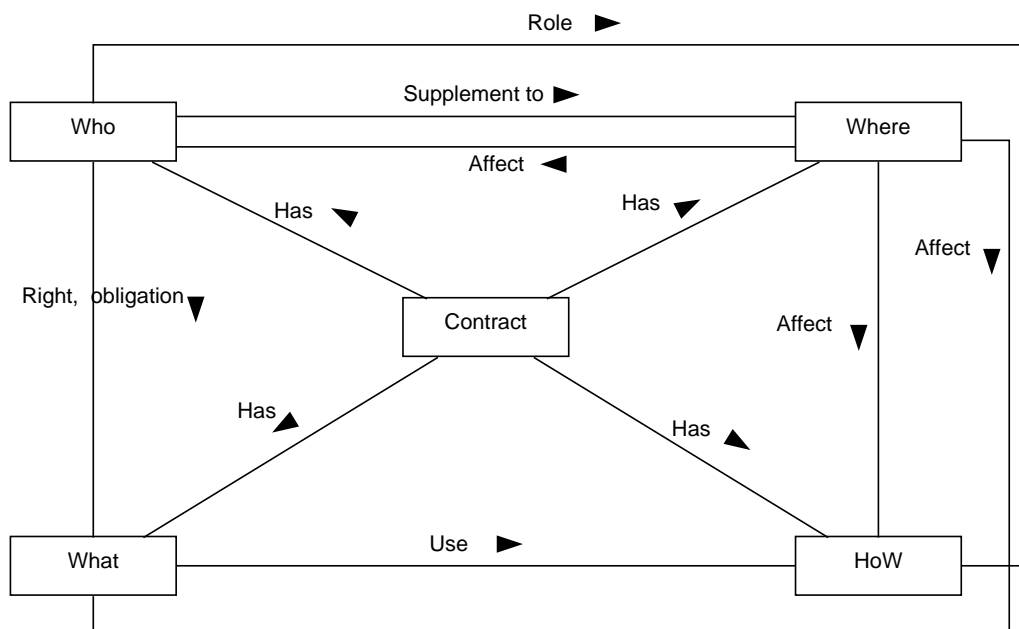 Role
Supplement to
Who
Where
Affect
Has
Has
Affect
Right, obligation
Contract
Affect
Has
Has
Use
What
HoW